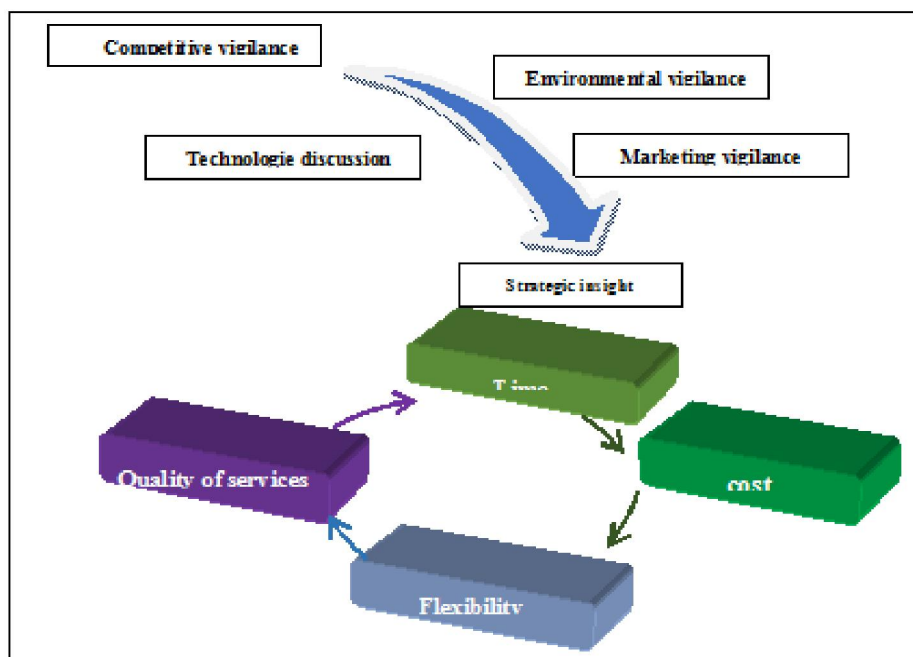 Competitive vigilance
Environmental vigilance
Technologie discussion
Marketing vigilance
Strategic insight
Time
cost
Quality of services
Flexibility